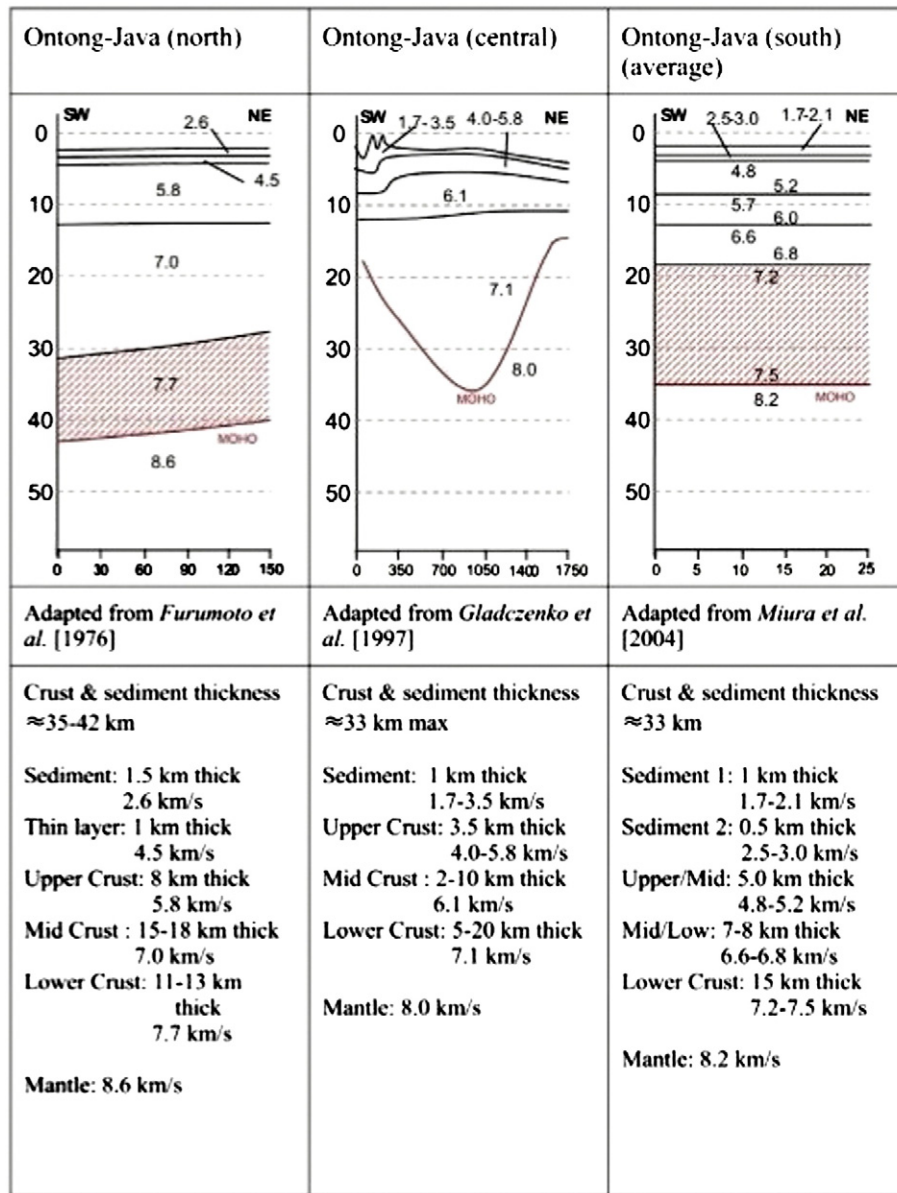 Ontong-Java (north)
Ontong-Java (central)
Ontong-Java (south)
(average)
SW
NE
2.6
0
4.5
5.8
10
7.0
20
30
7.7
40
MOHO
8.6
50
0 30 60 90 120 150
SW
1.7-3.5
4.0-5.8
NE
0
10
6.1
20
7.1
30
8.0
MOHO
40
50
0 350 700 1050 1400 1750
SW
2.5-3.0
1.7-2.1
NE
0
4.8
5.2
10
5.7
6.0
6.6
6.8
20
7.2
30
7.5
8.2
MOHO
40
50
0 5 10 15 20 25
Adapted from Furumoto et
al. [1976]
Adapted from Gladczenko et
al. [1997]
Adapted from Miura et al.
[2004]
Crust & sediment thickness
≈35-42 km
Sediment: 1.5 km thick
2.6 km/s
Thin layer: 1 km thick
4.5 km/s
Upper Crust: 8 km thick
5.8 km/s
Mid Crust : 15-18 km thick
7.0 km/s
Lower Crust: 11-13 km
thick
7.7 km/s
Mantle: 8.6 km/s
Crust & sediment thickness
≈33 km max
Sediment: 1 km thick
1.7-3.5 km/s
Upper Crust: 3.5 km thick
4.0-5.8 km/s
Mid Crust : 2-10 km thick
6.1 km/s
Lower Crust: 5-20 km thick
7.1 km/s
Mantle: 8.0 km/s
Crust & sediment thickness
≈33 km
Sediment 1: 1 km thick
1.7-2.1 km/s
Sediment 2: 0.5 km thick
2.5-3.0 km/s
Upper/Mid: 5.0 km thick
4.8-5.2 km/s
Mid/Low: 7-8 km thick
6.6-6.8 km/s
Lower Crust: 15 km thick
7.2-7.5 km/s
Mantle: 8.2 km/s